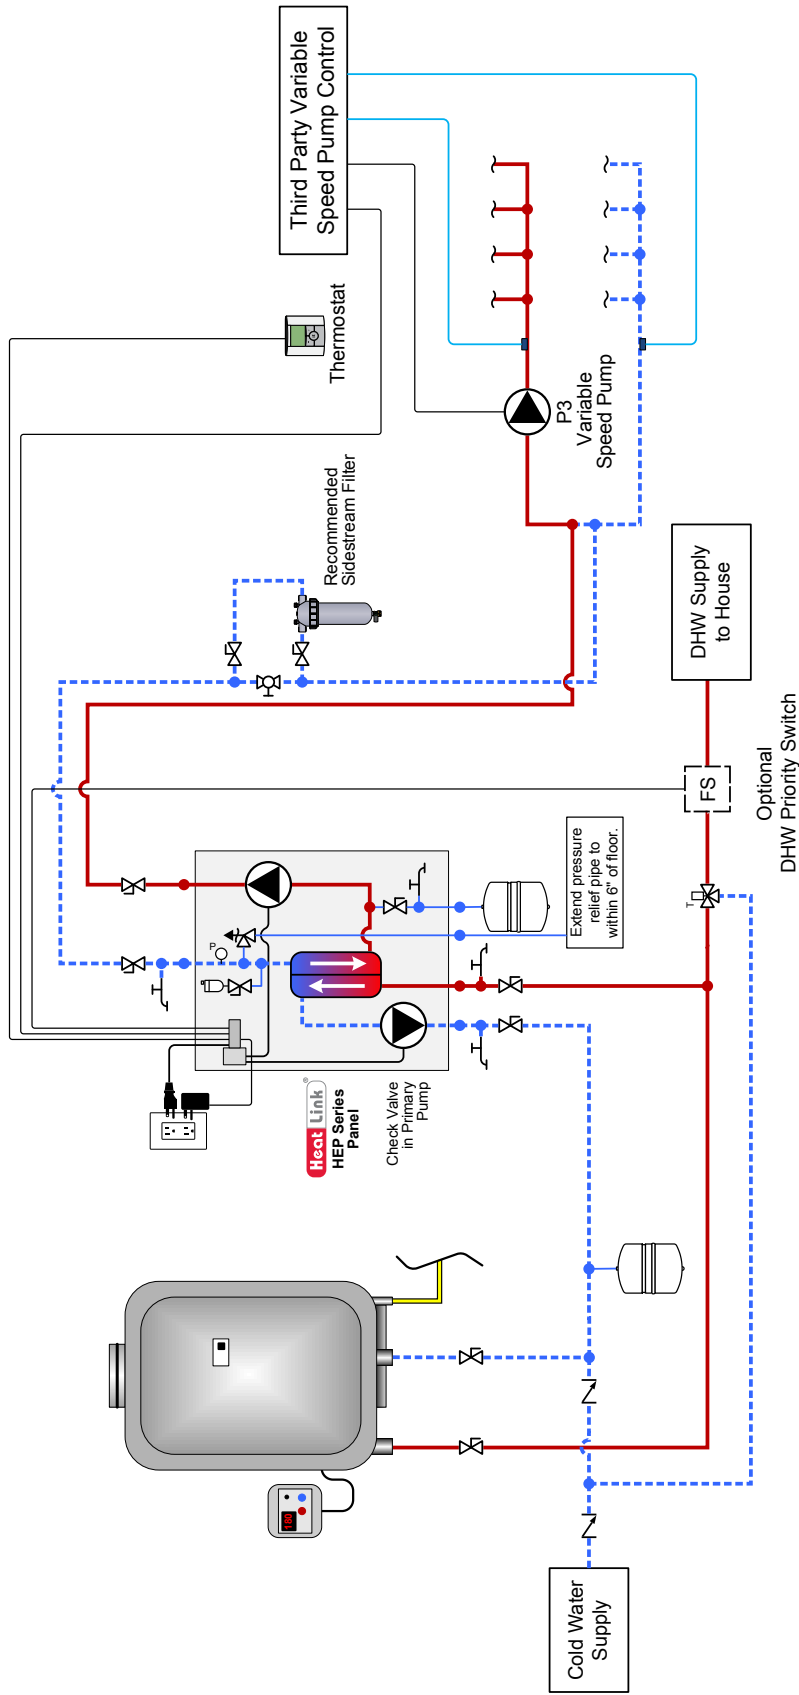 Third Party Variable
Speed Pump Control
Thermostat
Recommended
Sidestream Filter
P3
Variable
Speed Pump
DHW Supply
to House
FS
Optional
DHW Priority Switch
T
Extend pressure
relief pipe to
within 6" of floor.
P
Heat Link®
HEP Series
Panel
Check Valve
in Primary
Pump
180
Cold Water
Supply